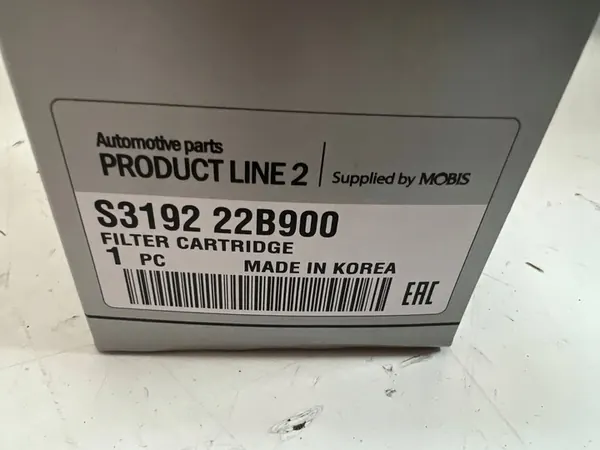 Automotive parts
PRODUCT LINE 2 | Supplied by MOBIS
S3192 22B900
FILTER CARTRIDGE
1 PC MADE IN KOREA
EAC